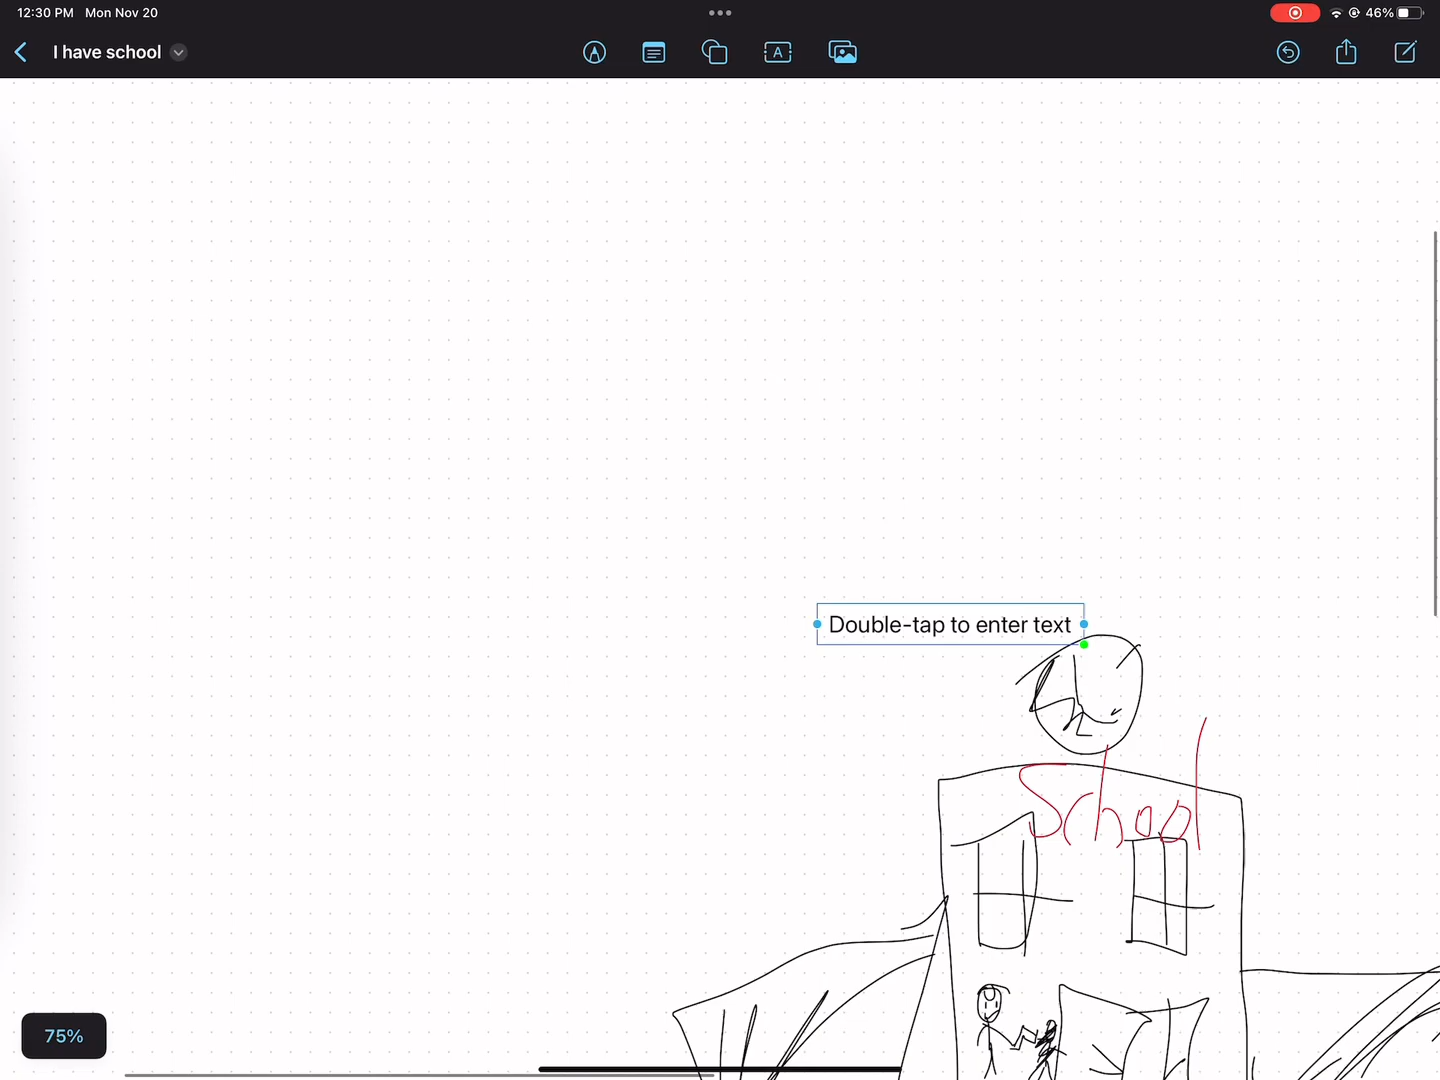 12:30 PM Mon Nov 20
46%
I have school
A
Double-tap to enter text
School
75%